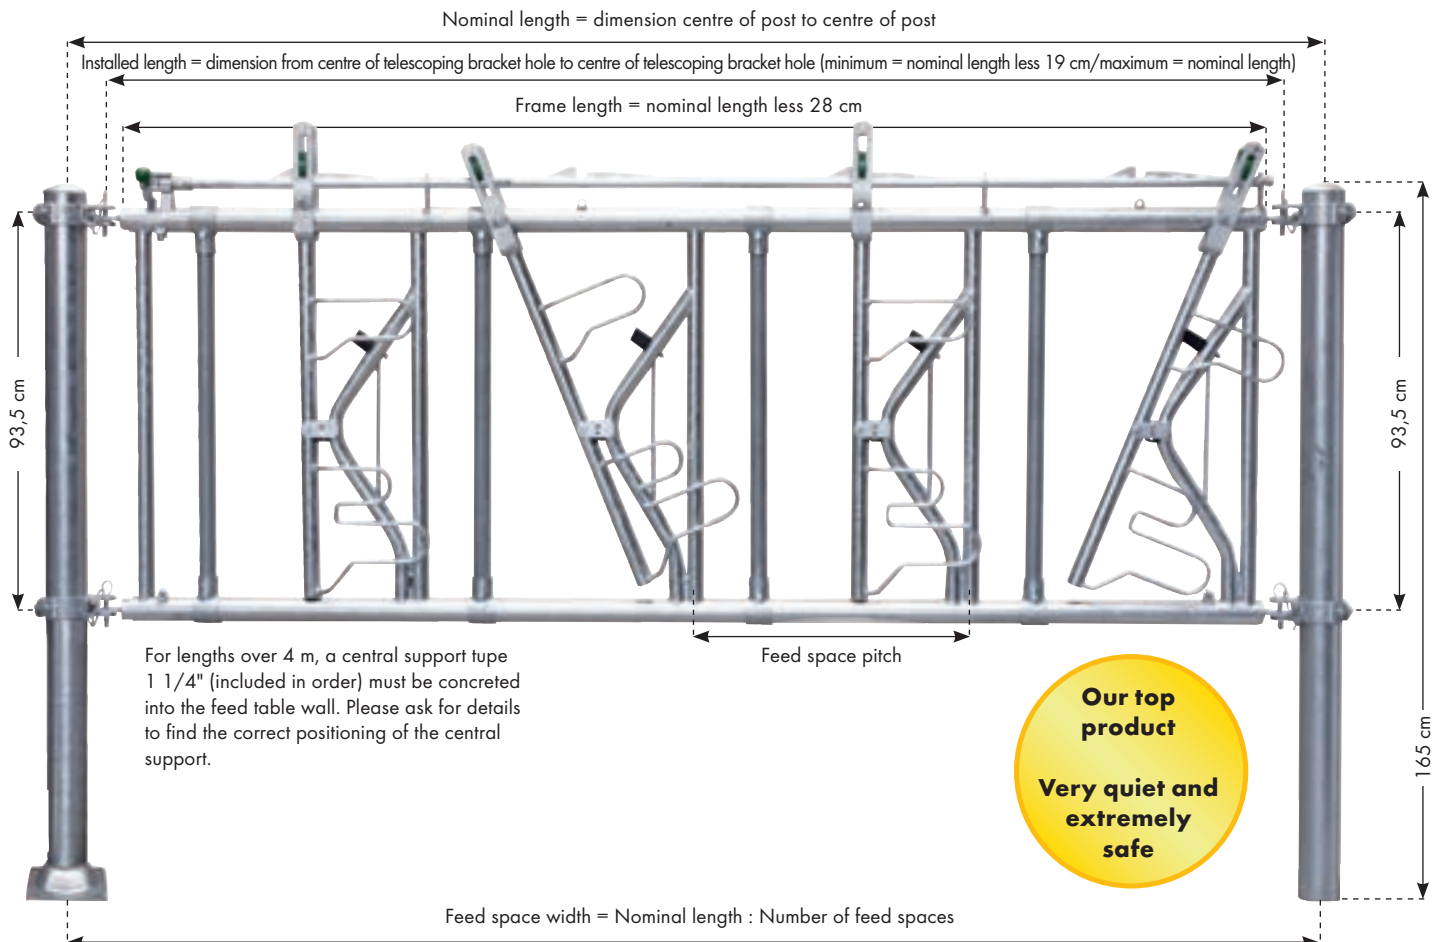 Nominal length = dimension centre of post to centre of post
Installed length = dimension from centre of telescoping bracket hole to centre of telescoping bracket hole (minimum = nominal length less 19 cm/maximum = nominal length)
Frame length = nominal length less 28 cm
93,5 cm
93,5 cm
165 cm
For lengths over 4 m, a central support tupe
1 1/4" (included in order) must be concreted
into the feed table wall. Please ask for details
to find the correct positioning of the central
support.
Feed space pitch
Our top
product
Very quiet and
extremely
safe
Feed space width = Nominal length : Number of feed spaces